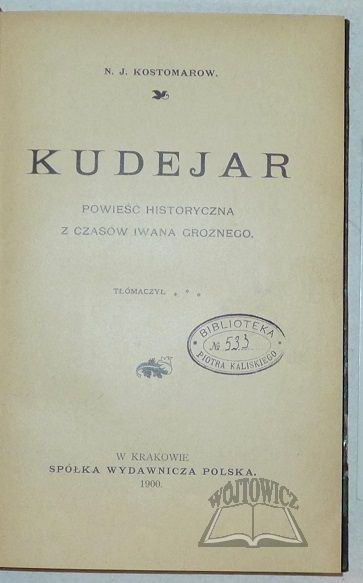 N. J. KOSTOMAROW.
KUDEJAR
POWIEŚĆ HISTORYCZNA
Z CZASÓW IWANA GROŹNEGO.
TŁÓMACZYŁ * * *
BIBLIOTEKA
№ 533
PIOTRA KALISKIEGO
W KRAKOWIE
SPÓŁKA WYDAWNICZA POLSKA.
1900.
WÓJTOWICZ